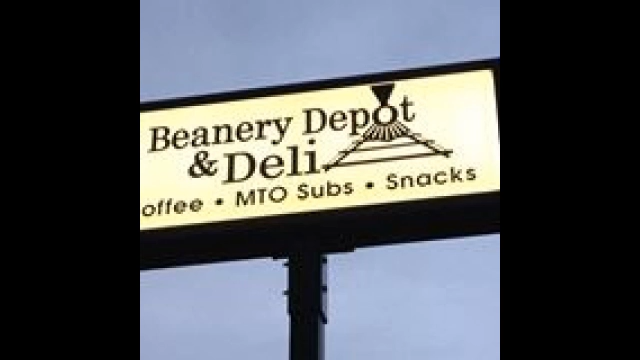 Beanery Depot
& Deli
offee • MTO Subs • Snacks